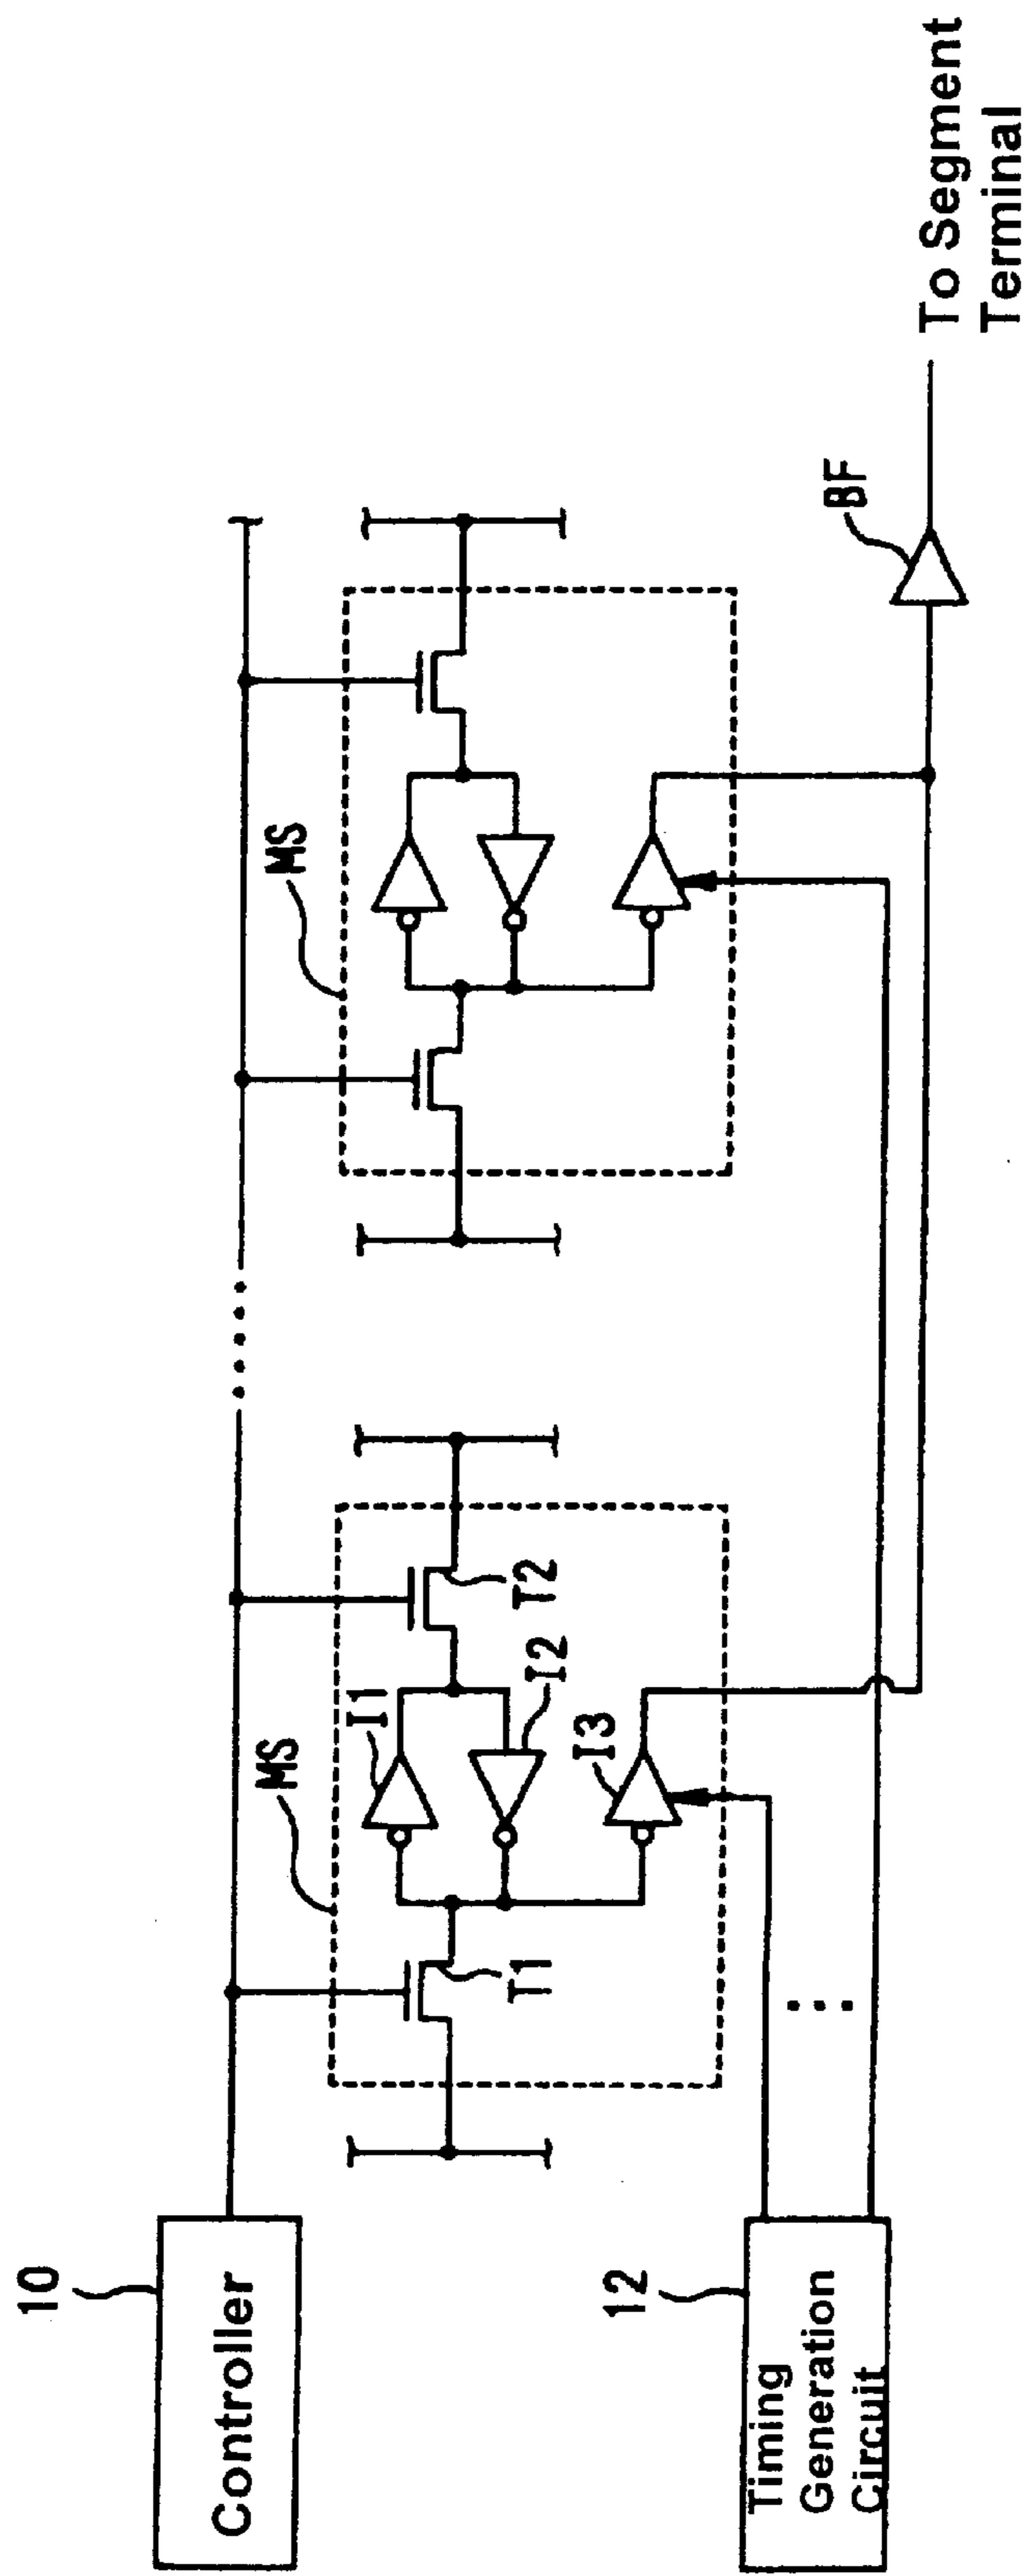 10
Controller
MS
MS
I1
T2
I2
T1
I3
12
Timing
Generation
Circuit
BF
To Segment
Terminal